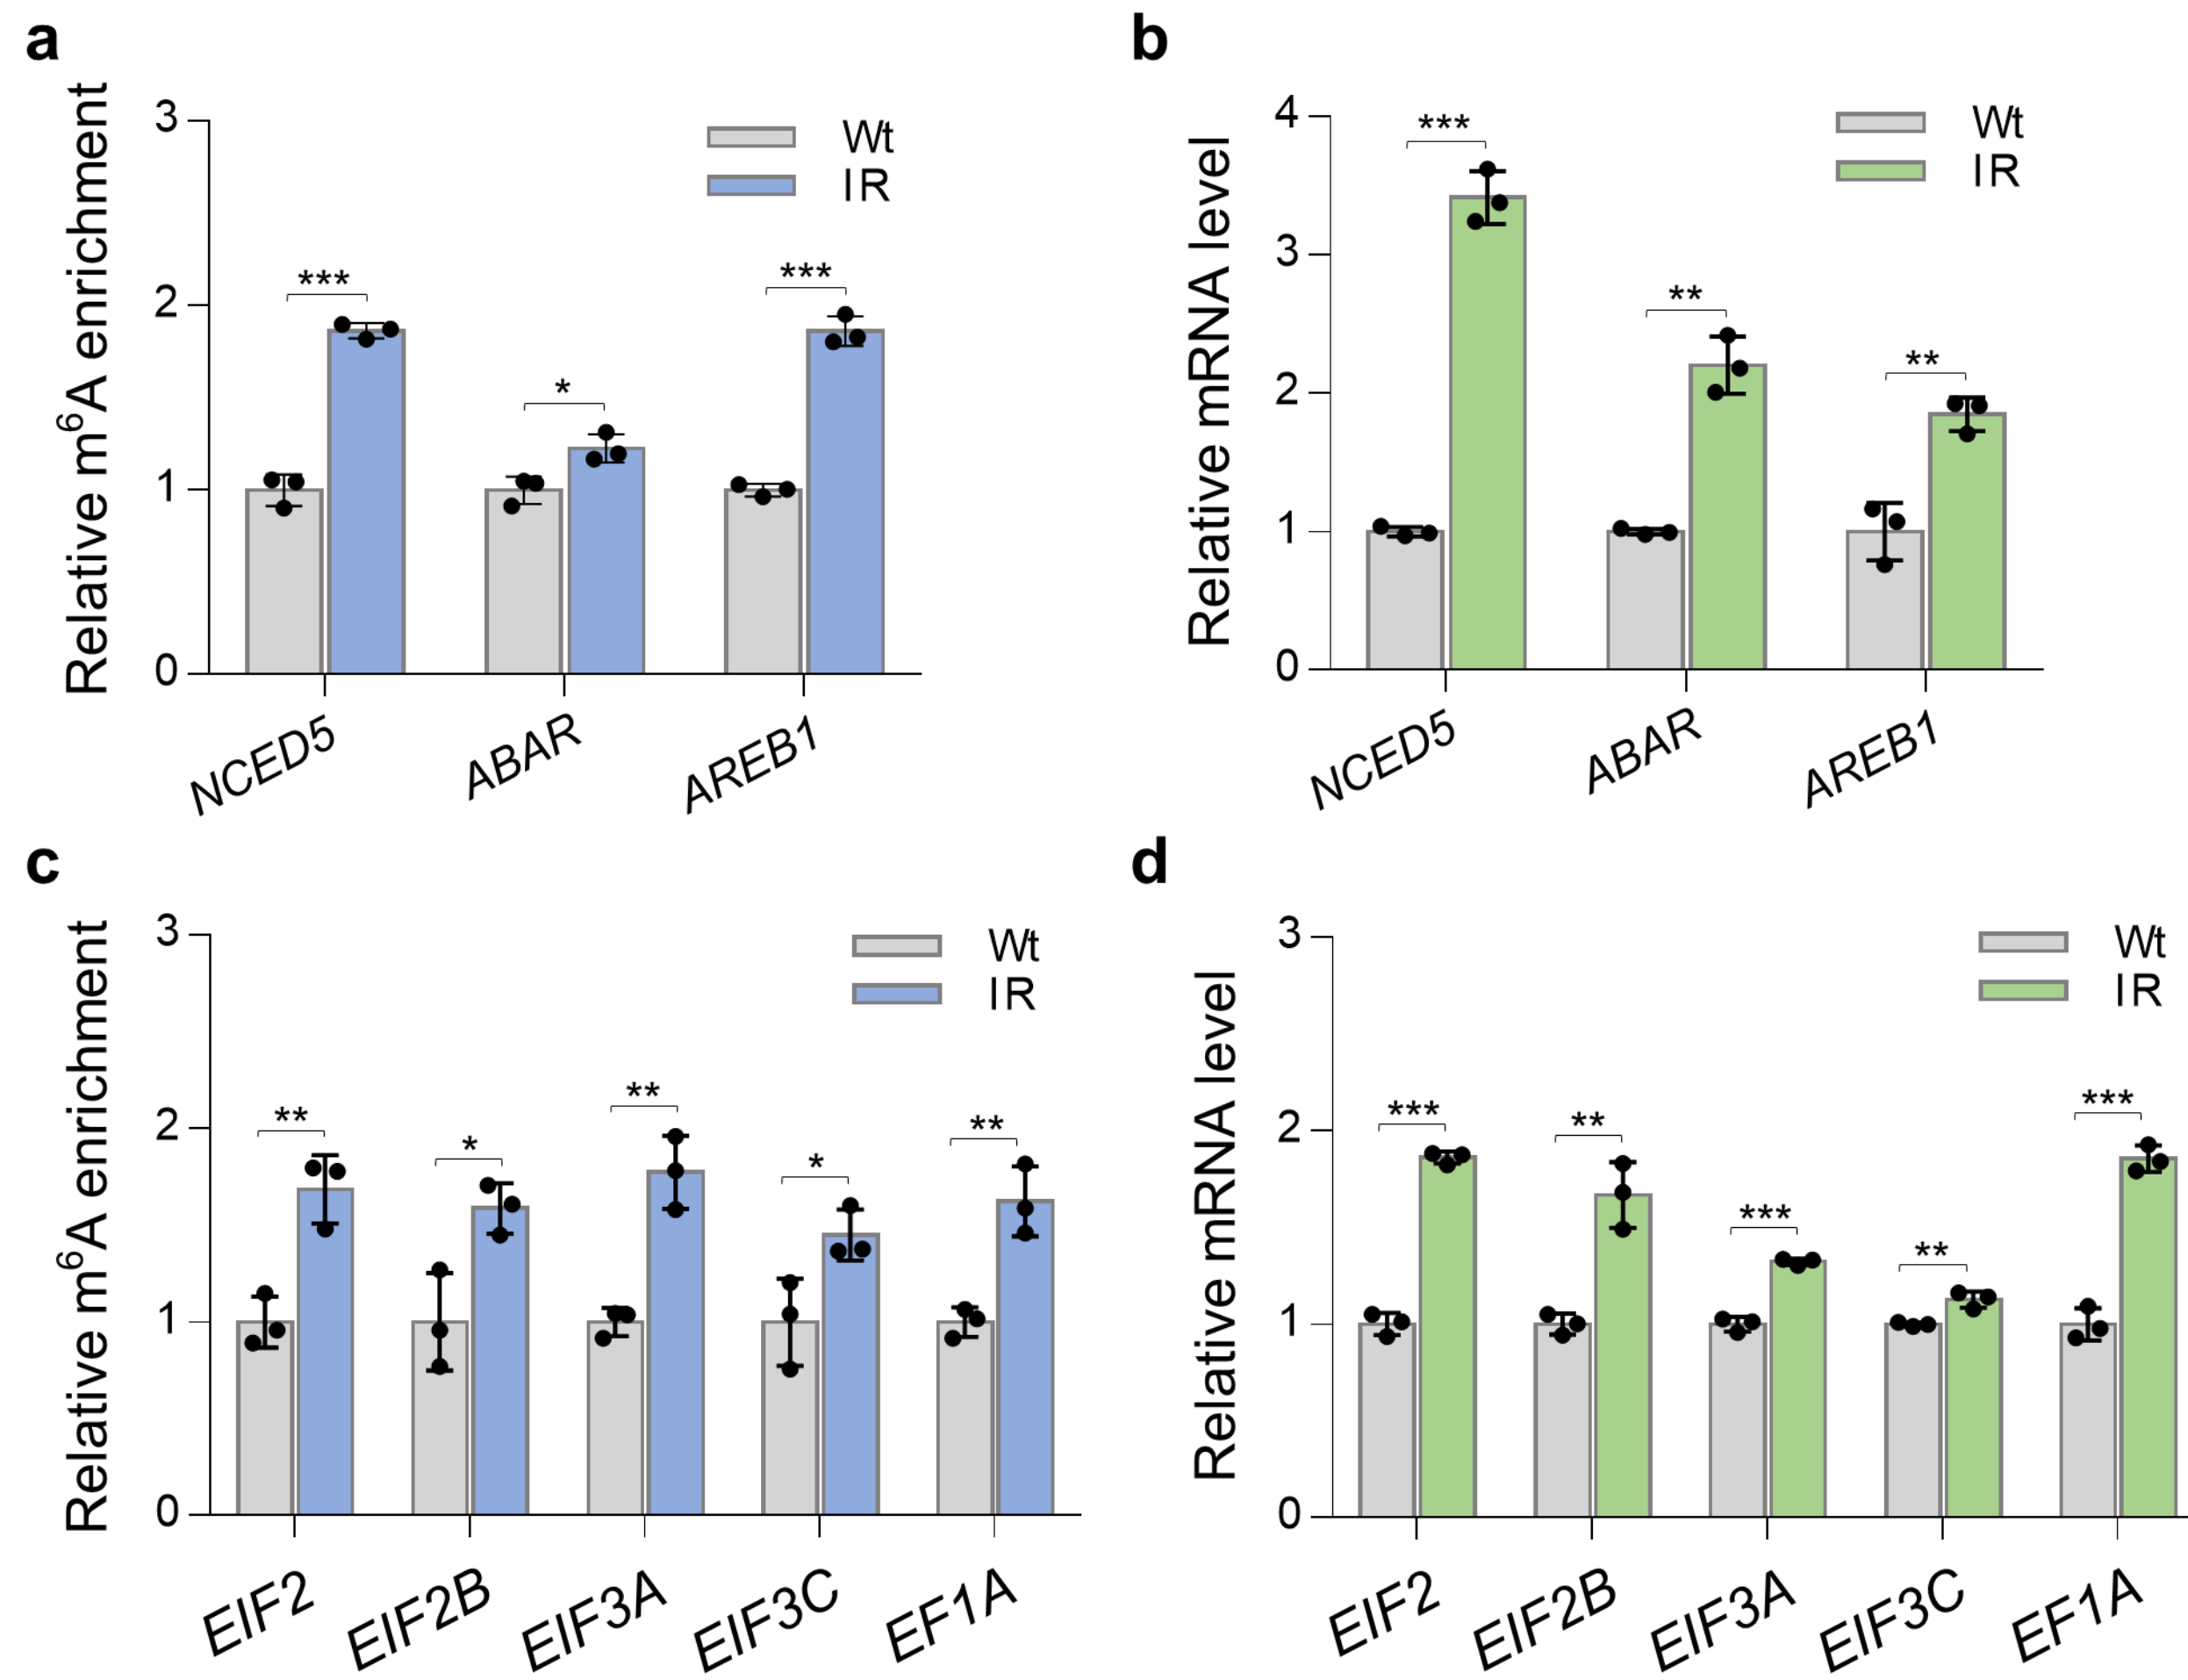 a
Relative m⁶A enrichment
3
2
1
0
Wt
IR
***
*
***
NCED5
ABAR
AREB1
b
Relative mRNA level
4
3
2
1
0
Wt
IR
***
**
**
NCED5
ABAR
AREB1
c
Relative m⁶A enrichment
3
2
1
0
Wt
IR
**
*
**
*
**
EIF2
EIF2B
EIF3A
EIF3C
EF1A
d
Relative mRNA level
3
2
1
0
Wt
IR
***
**
***
**
***
EIF2
EIF2B
EIF3A
EIF3C
EF1A